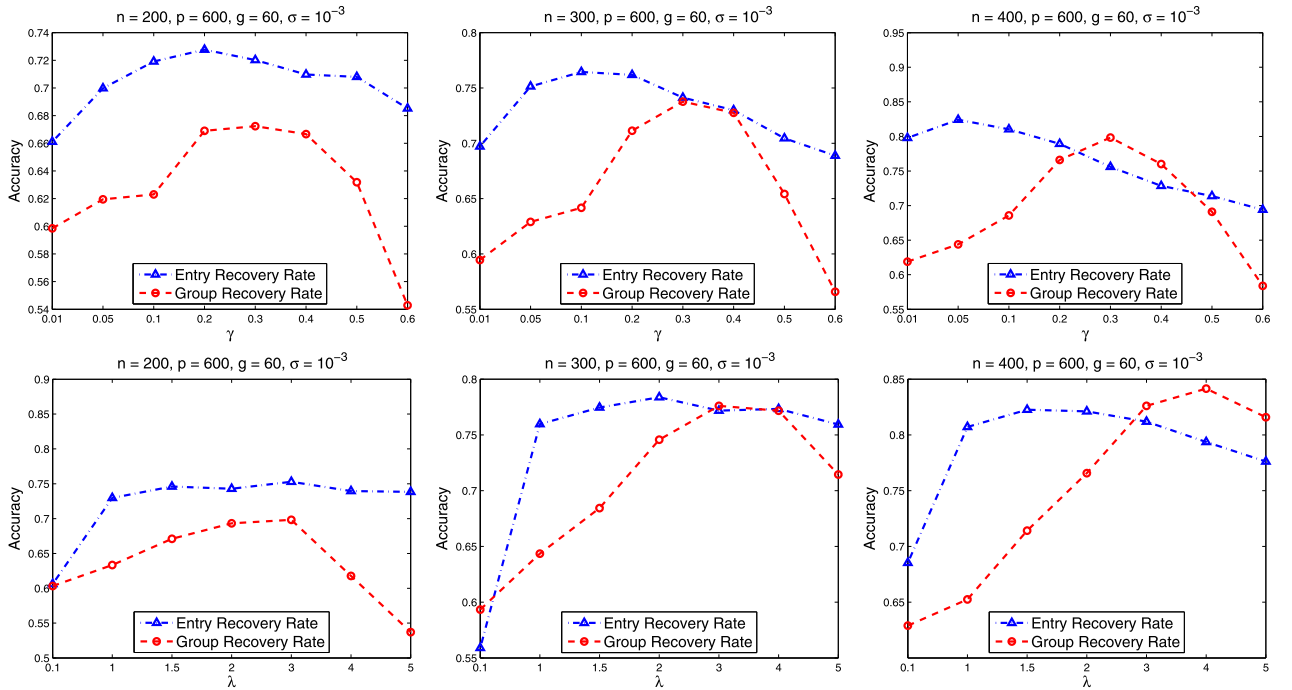 n = 200, p = 600, g = 60, σ = 10⁻³
Accuracy
0.74
0.72
0.7
0.68
0.66
0.64
0.62
0.6
0.58
0.56
0.54
Entry Recovery Rate
Group Recovery Rate
0.01 0.05 0.1 0.2 0.3 0.4 0.5 0.6
γ
n = 300, p = 600, g = 60, σ = 10⁻³
Accuracy
0.8
0.75
0.7
0.65
0.6
0.55
Entry Recovery Rate
Group Recovery Rate
0.01 0.05 0.1 0.2 0.3 0.4 0.5 0.6
γ
n = 400, p = 600, g = 60, σ = 10⁻³
Accuracy
0.95
0.9
0.85
0.8
0.75
0.7
0.65
0.6
0.55
Entry Recovery Rate
Group Recovery Rate
0.01 0.05 0.1 0.2 0.3 0.4 0.5 0.6
γ
n = 200, p = 600, g = 60, σ = 10⁻³
Accuracy
0.9
0.85
0.8
0.75
0.7
0.65
0.6
0.55
0.5
Entry Recovery Rate
Group Recovery Rate
0.1 1 1.5 2 3 4 5
λ̂
n = 300, p = 600, g = 60, σ = 10⁻³
Accuracy
0.8
0.75
0.7
0.65
0.6
0.55
Entry Recovery Rate
Group Recovery Rate
0.1 1 1.5 2 3 4 5
λ̂
n = 400, p = 600, g = 60, σ = 10⁻³
Accuracy
0.85
0.8
0.75
0.7
0.65
Entry Recovery Rate
Group Recovery Rate
0.1 1 1.5 2 3 4 5
λ̂